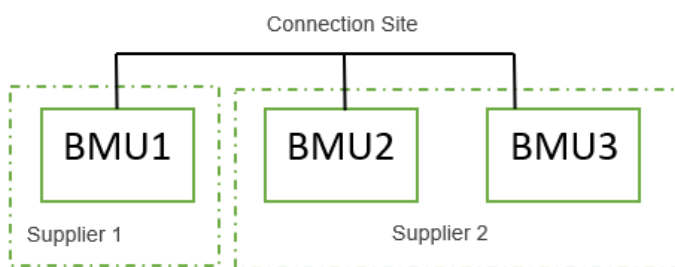 Connection Site
BMU1
BMU2
BMU3
Supplier 1
Supplier 2